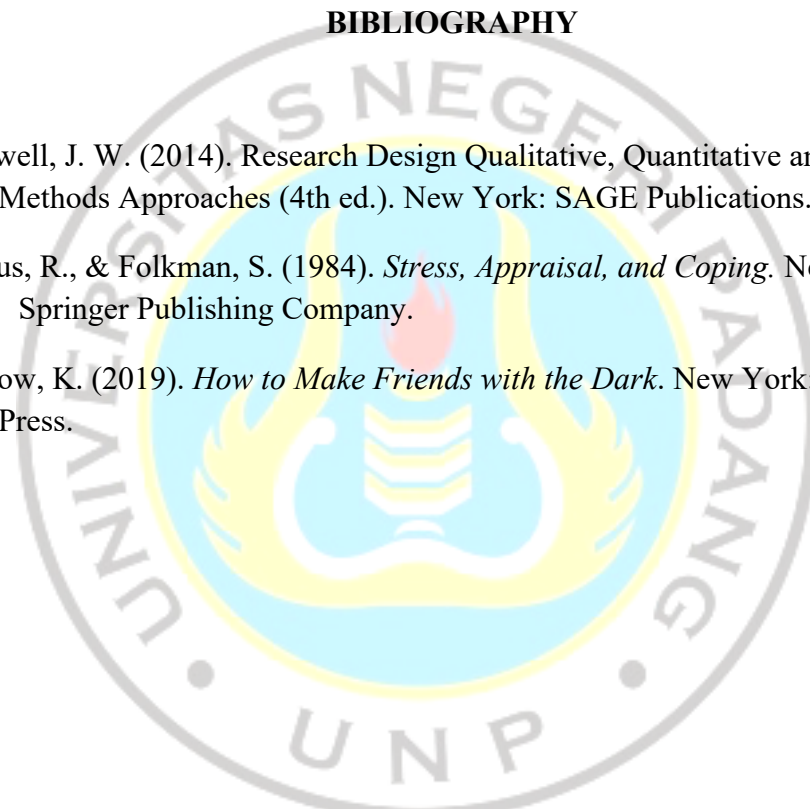 BIBLIOGRAPHY
well, J. W. (2014). Research Design Qualitative, Quantitative an
Methods Approaches (4th ed.). New York: SAGE Publications.
us, R., & Folkman, S. (1984). Stress, Appraisal, and Coping. Ne
Springer Publishing Company.
ow, K. (2019). How to Make Friends with the Dark. New York:
Press.
UNIVERSITAS NEGERI PADANG
UNP